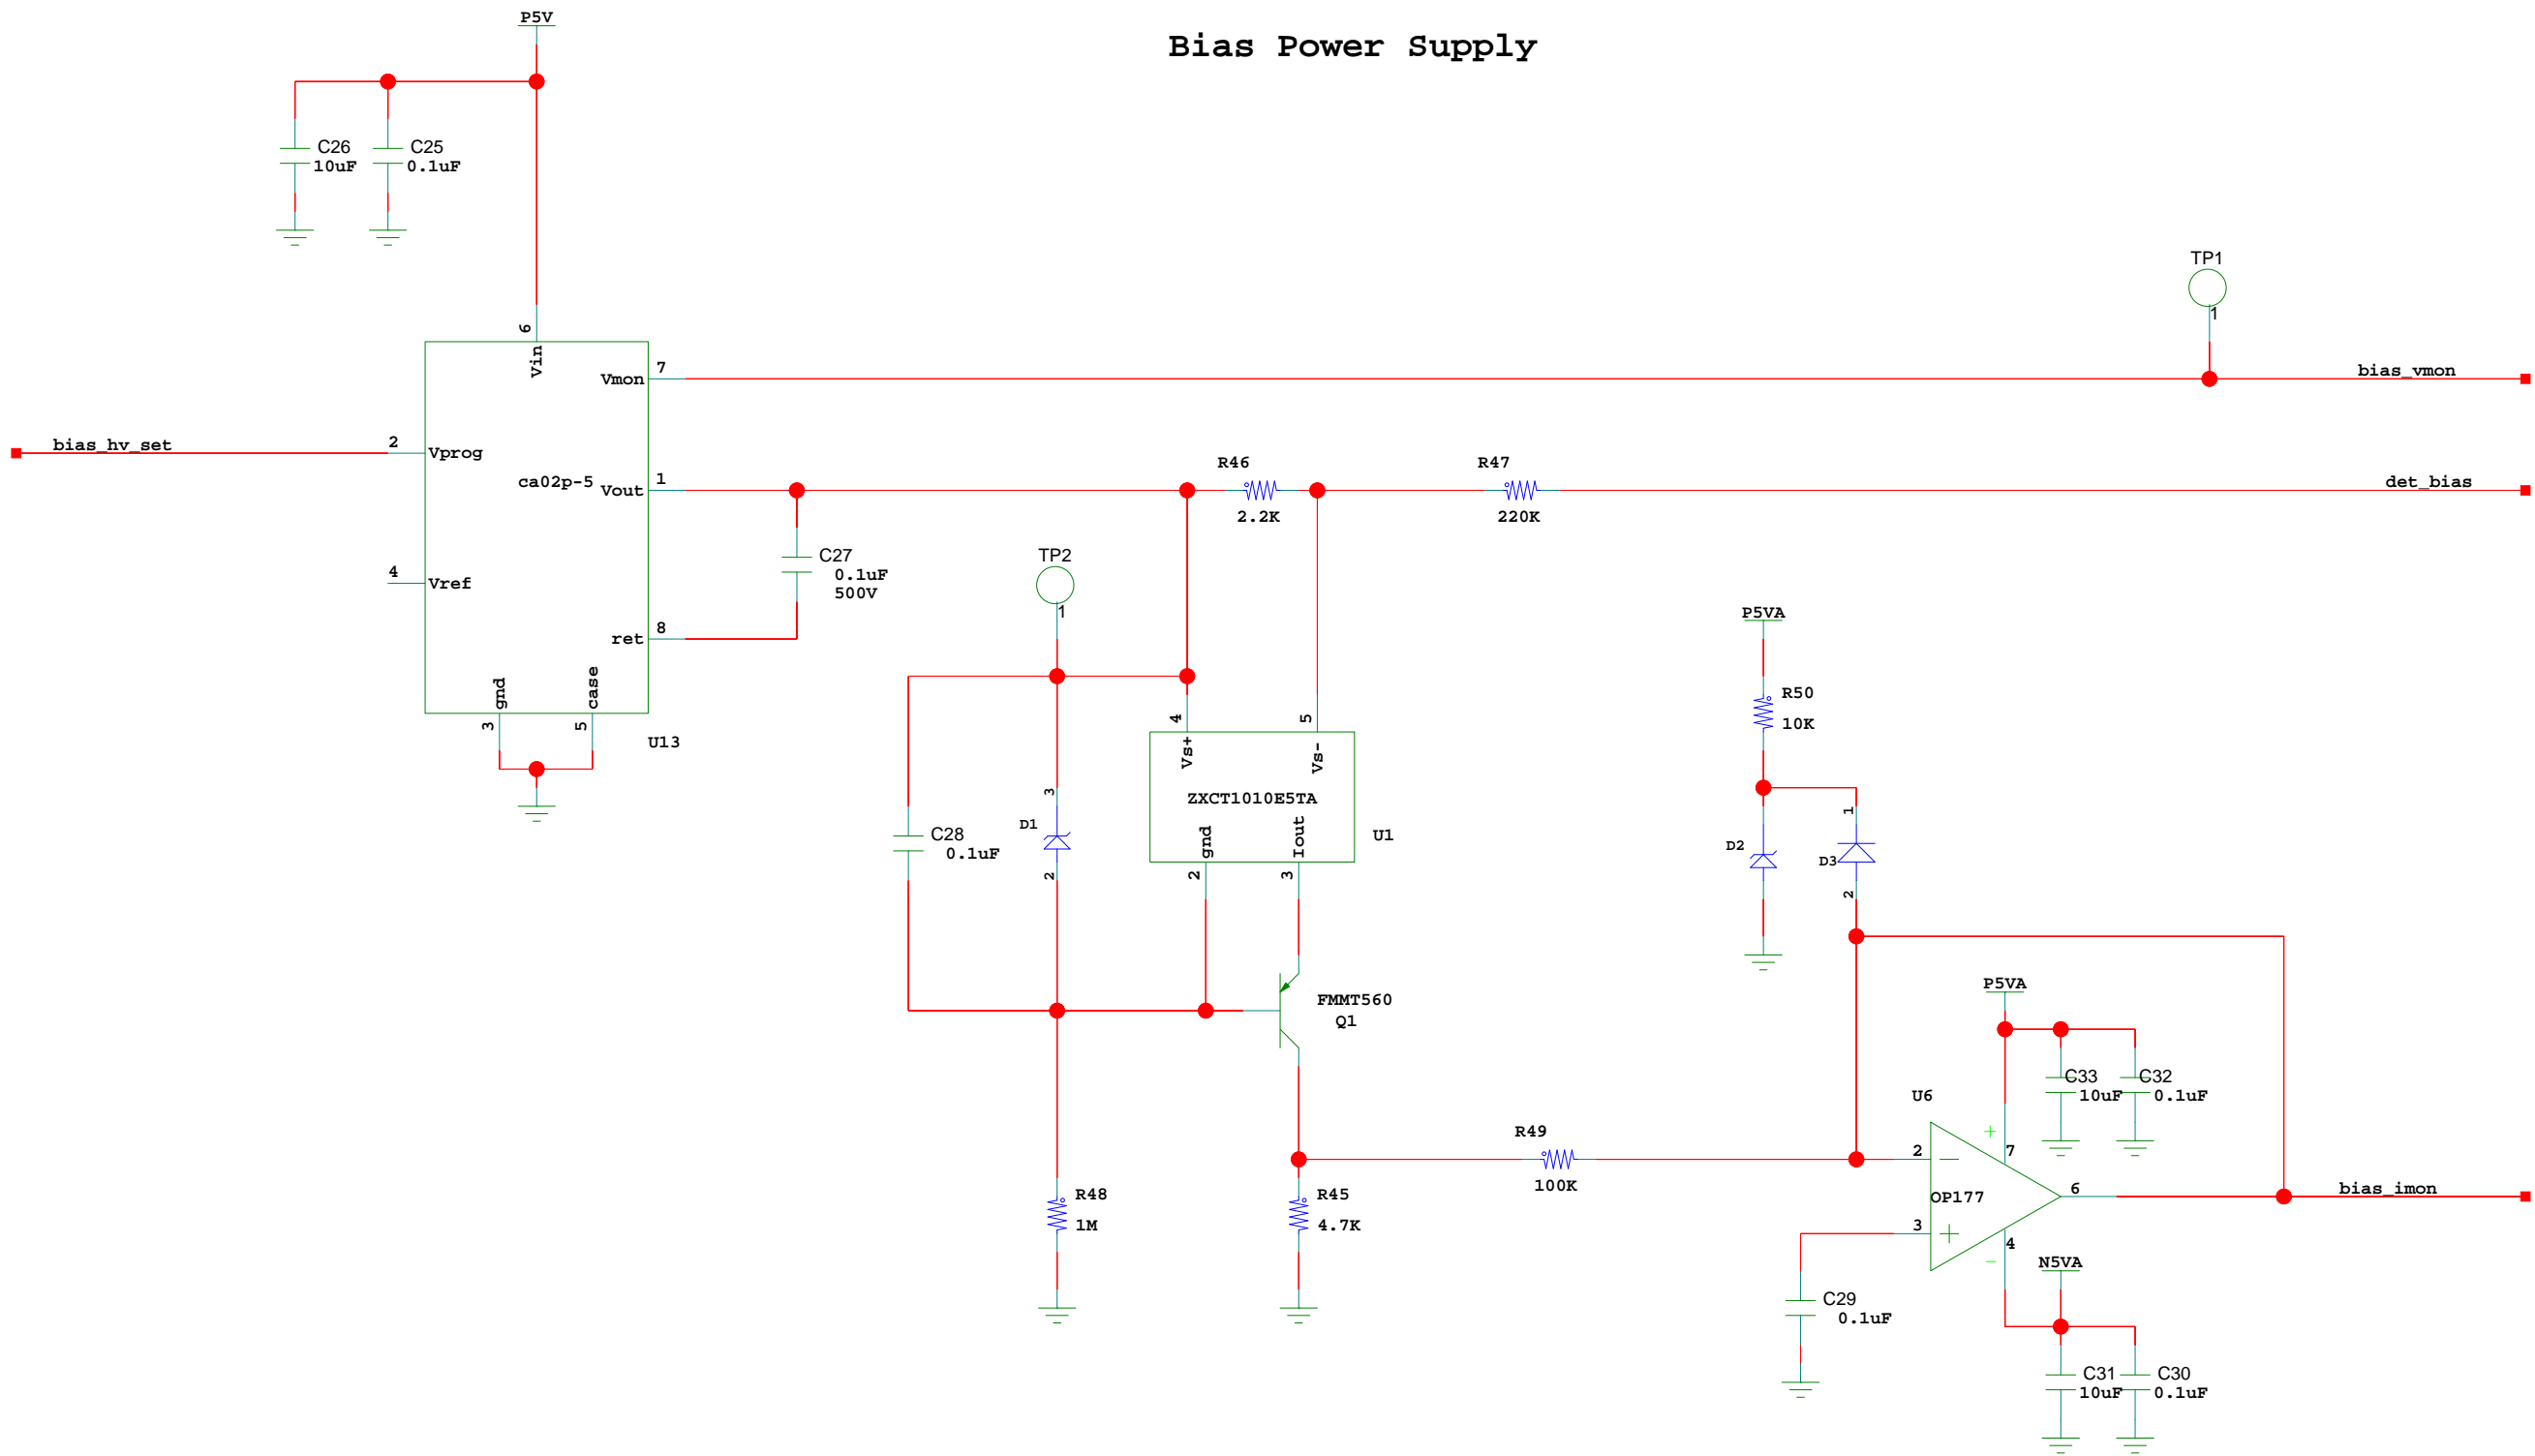 Bias Power Supply
P5V
C26
10uF
C25
0.1uF
TP1
1
6
Vin
Vmon
7
bias_vmon
bias_hv_set
2
Vprog
ca02p-5
Vout
1
R46
2.2K
R47
220K
det_bias
C27
0.1uF
500V
TP2
1
4
Vref
ret
8
gnd
3
case
5
U13
P5VA
R50
10K
4
Vs+
5
Vs-
ZXCT1010E5TA
U1
gnd
2
Iout
3
C28
0.1uF
3
D1
2
D2
1
D3
2
FMMT560
Q1
P5VA
C33
10uF
C32
0.1uF
U6
R49
100K
2
+
7
OP177
6
bias_imon
3
4
−
R48
1M
R45
4.7K
N5VA
C29
0.1uF
C31
10uF
C30
0.1uF